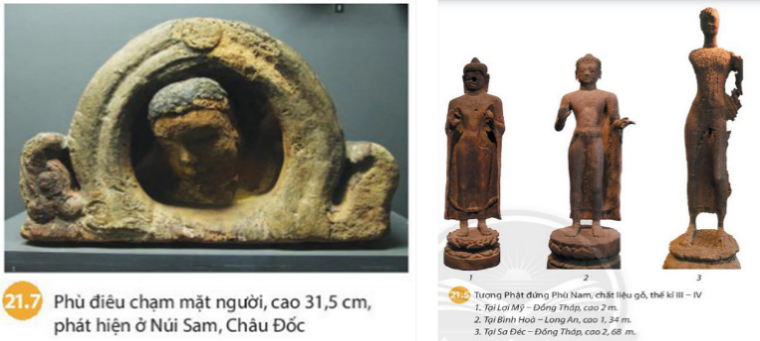 21.7 Phù điêu chạm mặt người, cao 31,5 cm,
phát hiện ở Núi Sam, Châu Đốc
1 2 3
21.5 Tượng Phật đứng Phù Nam, chất liệu gỗ, thế kỉ III – IV
1. Tại Lợi Mỹ – Đồng Tháp, cao 2 m.
2. Tại Bình Hoà – Long An, cao 1, 34 m.
3. Tại Sa Đéc – Đồng Tháp, cao 2, 68 m.